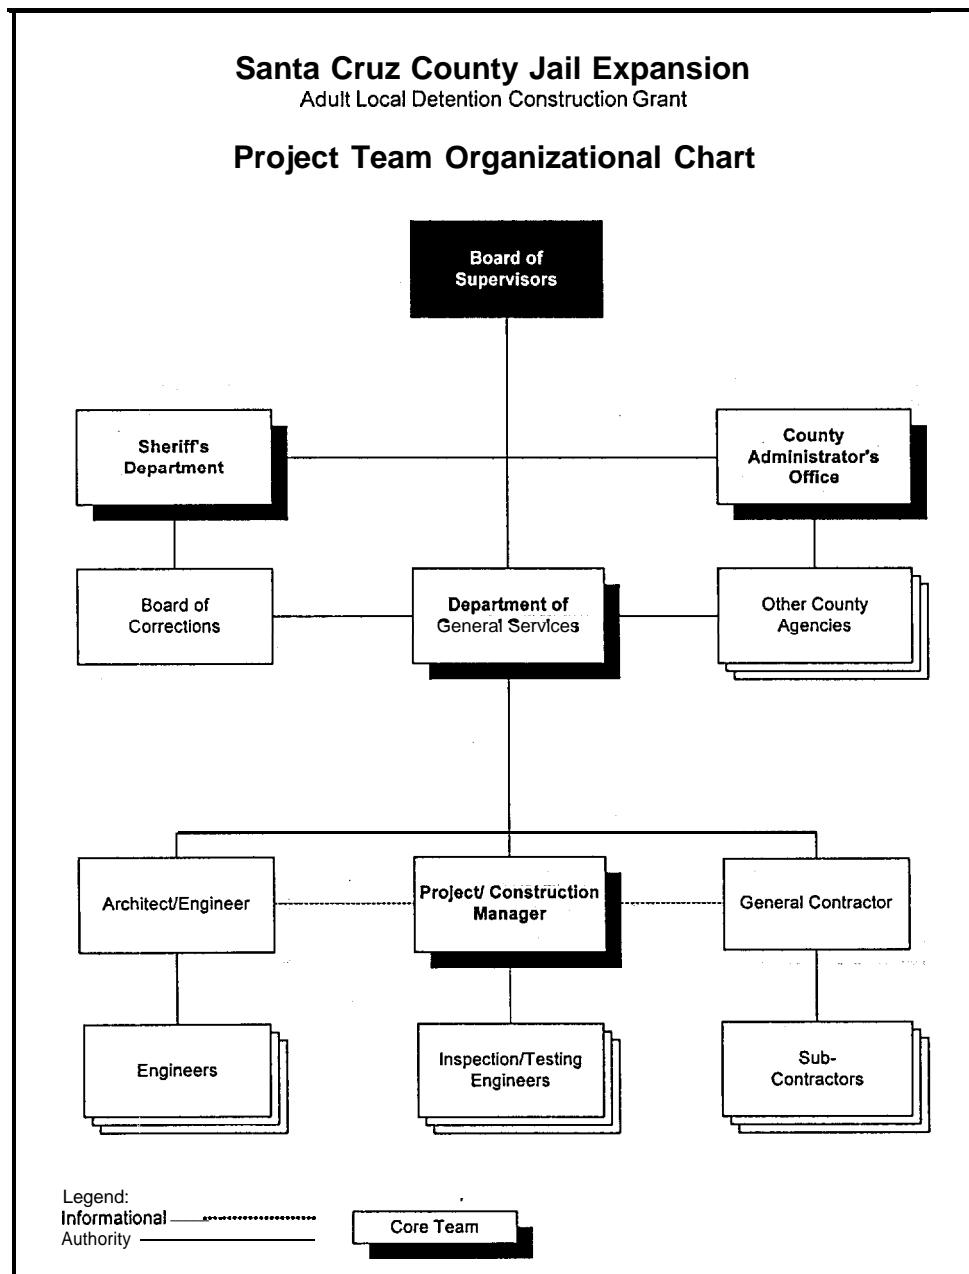 Santa Cruz County Jail Expansion
Adult Local Detention Construction Grant
Project Team Organizational Chart
Board of
Supervisors
Sheriff's
Department
County
Administrator's
Office
Board of
Corrections
Department of
General Services
Other County
Agencies
Architect/Engineer
Project/ Construction
Manager
General Contractor
Engineers
Inspection/Testing
Engineers
Sub-
Contractors
Legend:
Informational
Authority
Core Team